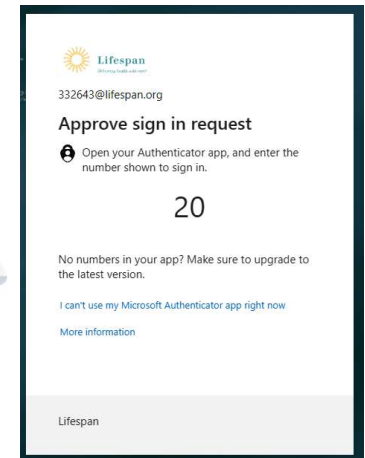 Lifespan
332643@lifespan.org
Approve sign in request
Open your Authenticator app, and enter the
number shown to sign in.
20
No numbers in your app? Make sure to upgrade to
the latest version.
I can't use my Microsoft Authenticator app right now
More information
Lifespan